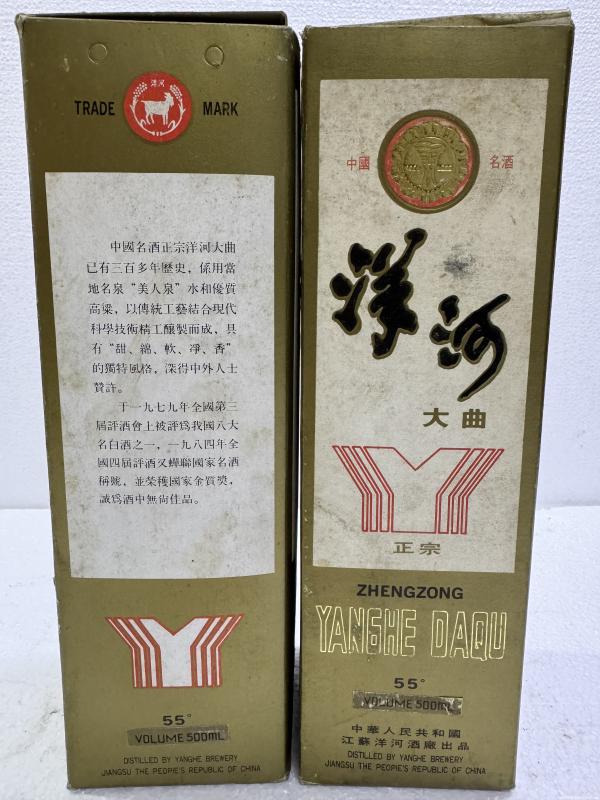 洋河
TRADE MARK
中國名酒正宗洋河大曲
已有三百多年歷史，係用當
地名泉“美人泉”水和優質
高粱，以傳統工藝結合現代
科學技術精工釀製而成，具
有“甜、綿、軟、淨、香”
的獨特風格，深得中外人士
贊許。
于一九七九年全國第三
屆評酒會上被評爲我國八大
名白酒之一，一九八四年全
國四屆評酒又蟬聯國家名酒
稱號，並榮獲國家金質獎，
誠爲酒中無尚佳品。
55°
VOLUME 500mL
DISTILLED BY YANGHE BREWERY
JIANGSU THE PEOPIE'S REPUBLIC OF CHINA
中國 名酒
洋河
大曲
正宗
ZHENGZONG
YANGHE DAQU
55°
VOLUME 500mL
中華人民共和國
江蘇洋河酒廠出品
DISTILLED BY YANGHE BREWERY
JIANGSU THE PEOPIE'S REPUBLIC OF CHINA